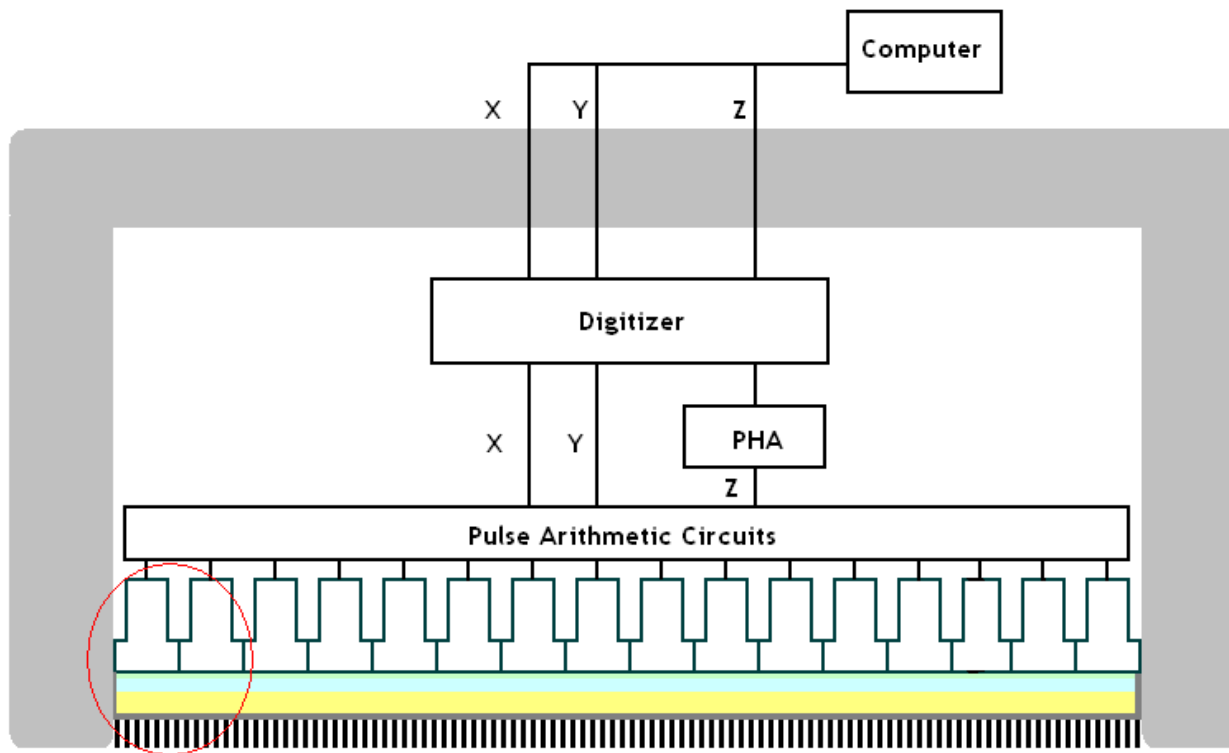 Computer
X Y Z
Digitizer
X Y
PHA
Z
Pulse Arithmetic Circuits